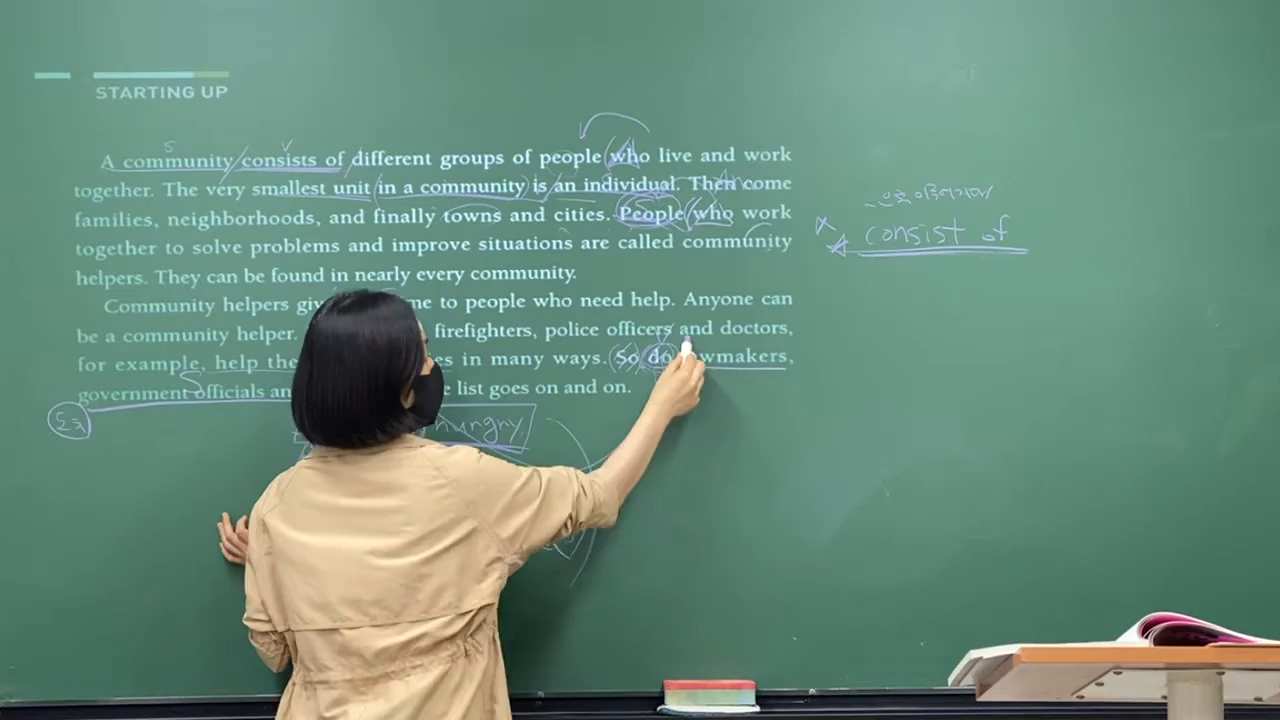 STARTING UP
A community consists of different groups of people who live and work
together. The very smallest unit in a community is an individual. Then come
families, neighborhoods, and finally towns and cities. People who work
together to solve problems and improve situations are called community
helpers. They can be found in nearly every community.
Community helpers giv me to people who need help. Anyone can
be a community helper. firefighters, police officers and doctors,
for example, help the es in many ways. So do wmakers,
government officials an e list goes on and on.
S
V
S
V
consist of
hungry